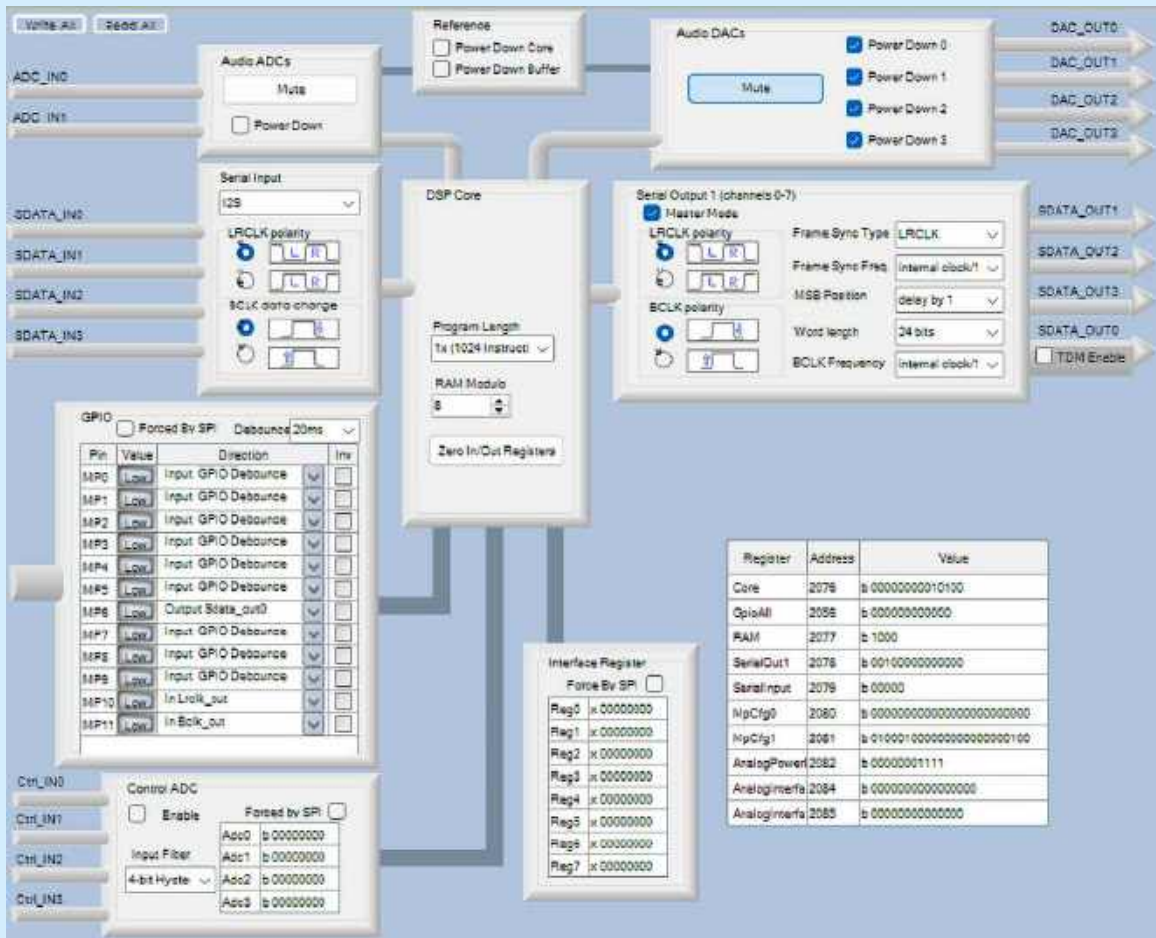 Write All Read All
ADC_IN0
ADC_IN1
SDATA_IN0
SDATA_IN1
SDATA_IN2
SDATA_IN3
Audio ADCs
Mute
Power Down
Reference
Power Down Core
Power Down Buffer
Audio DACs
Mute
Power Down 0
Power Down 1
Power Down 2
Power Down 3
DAC_OUT0
DAC_OUT1
DAC_OUT2
DAC_OUT3
Serial Input
I2S
LRCLK polarity
L R
L R
BCLK data change
DSP Core
Program Length
1x (1024 Instructi
RAM Modulo
8
Zero In/Out Registers
Serial Output 1 (channels 0-7)
Master Mode
LRCLK polarity
L R
L R
BCLK polarity
Frame Sync Type LRCLK
Frame Sync Freq internal clock/1
MSB Position delay by 1
Word length 24 bits
BCLK Frequency internal clock/1
SDATA_OUT1
SDATA_OUT2
SDATA_OUT3
SDATA_OUT0
TDM Enable
GPIO
Forced By SPI Debounce 20ms
Pin Value Direction Inv
MP0 Low Input GPIO Debounce
MP1 Low Input GPIO Debounce
MP2 Low Input GPIO Debounce
MP3 Low Input GPIO Debounce
MP4 Low Input GPIO Debounce
MP5 Low Input GPIO Debounce
MP6 Low Output Sdata_out0
MP7 Low Input GPIO Debounce
MP8 Low Input GPIO Debounce
MP9 Low Input GPIO Debounce
MP10 Low In Lrclk_out
MP11 Low In Bclk_out
Ctrl_IN0
Ctrl_IN1
Ctrl_IN2
Ctrl_IN3
Control ADC
Enable
Input Filter
4-bit Hyste
Forced by SPI
Adc0 b 00000000
Adc1 b 00000000
Adc2 b 00000000
Adc3 b 00000000
Interface Register
Force By SPI
Reg0 x 00000000
Reg1 x 00000000
Reg2 x 00000000
Reg3 x 00000000
Reg4 x 00000000
Reg5 x 00000000
Reg6 x 00000000
Reg7 x 00000000
Register Address Value
Core 2076
GpioAll 2056 b 000000000000
RAM 2077 b 1000
SerialOut1 2078
SerialInput 2079 b 00000
MpCfg0 2080
MpCfg1 2081
AnalogPower 2082 b 00000001111
AnalogInterfa 2084
AnalogInterfa 2085